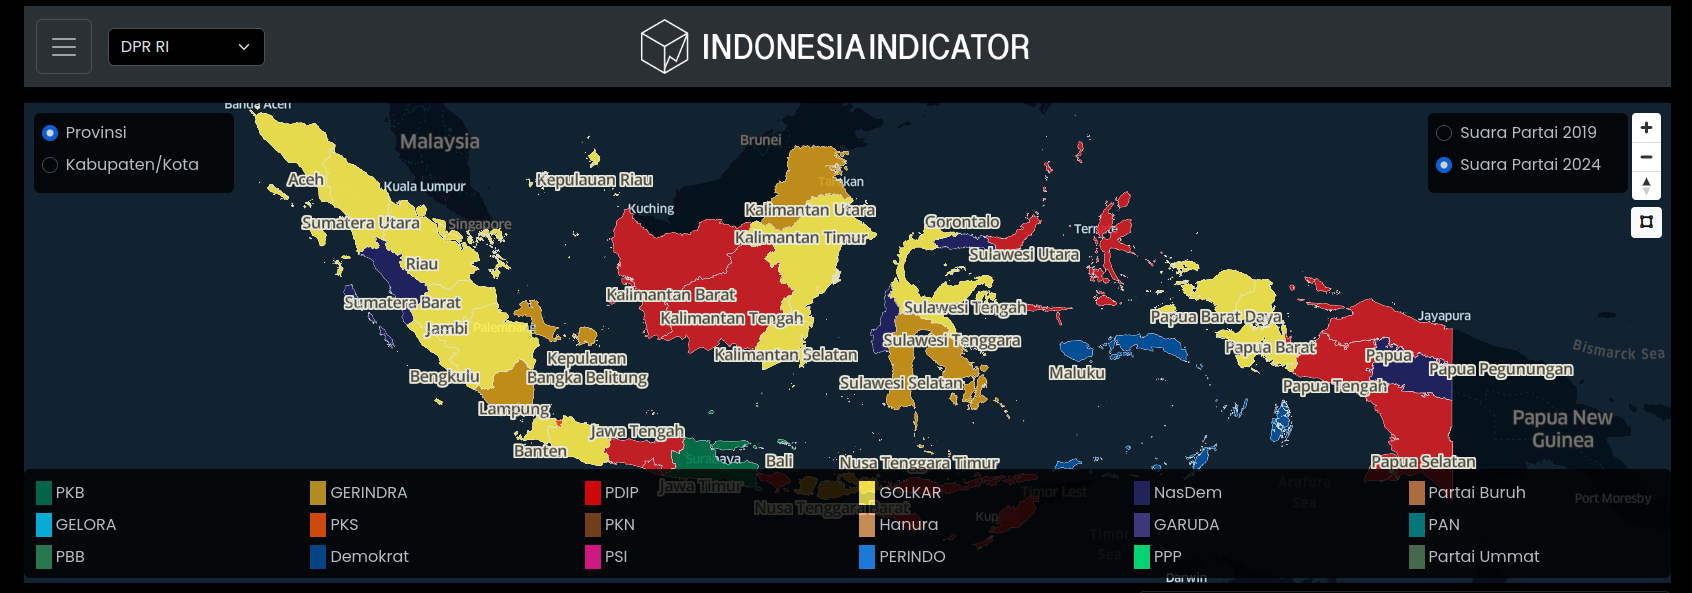 DPR RI
INDONESIA INDICATOR
Banda Aceh
Provinsi
Kabupaten/Kota
Malaysia
Brunei
Suara Partai 2019
Suara Partai 2024
Aceh
Kuala Lumpur
Kepulauan Riau
Tarakan
Kuching
Kalimantan Utara
Sumatera Utara
Singapore
Kalimantan Timur
Gorontalo
Sulawesi Utara
Riau
Sumatera Barat
Kalimantan Barat
Kalimantan Tengah
Sulawesi Tengah
Papua Barat Daya
Jayapura
Jambi
Palembang
Sulawesi Tenggara
Papua Barat
Papua
Bismarck Sea
Kepulauan
Bangka Belitung
Kalimantan Selatan
Bengkulu
Sulawesi Selatan
Maluku
Papua Tengah
Papua Pegunungan
Lampung
Papua New
Guinea
Banten
Jawa Tengah
Surabaya
Bali
Nusa Tenggara Timur
Papua Selatan
Jawa Timur
Nusa Tenggara Barat
Timor Lest
Arafura
Sea
Port Moresby
Kup
Timor
Sea
Darwin
PKB
GERINDRA
PDIP
GOLKAR
NasDem
Partai Buruh
GELORA
PKS
PKN
Hanura
GARUDA
PAN
PBB
Demokrat
PSI
PERINDO
PPP
Partai Ummat